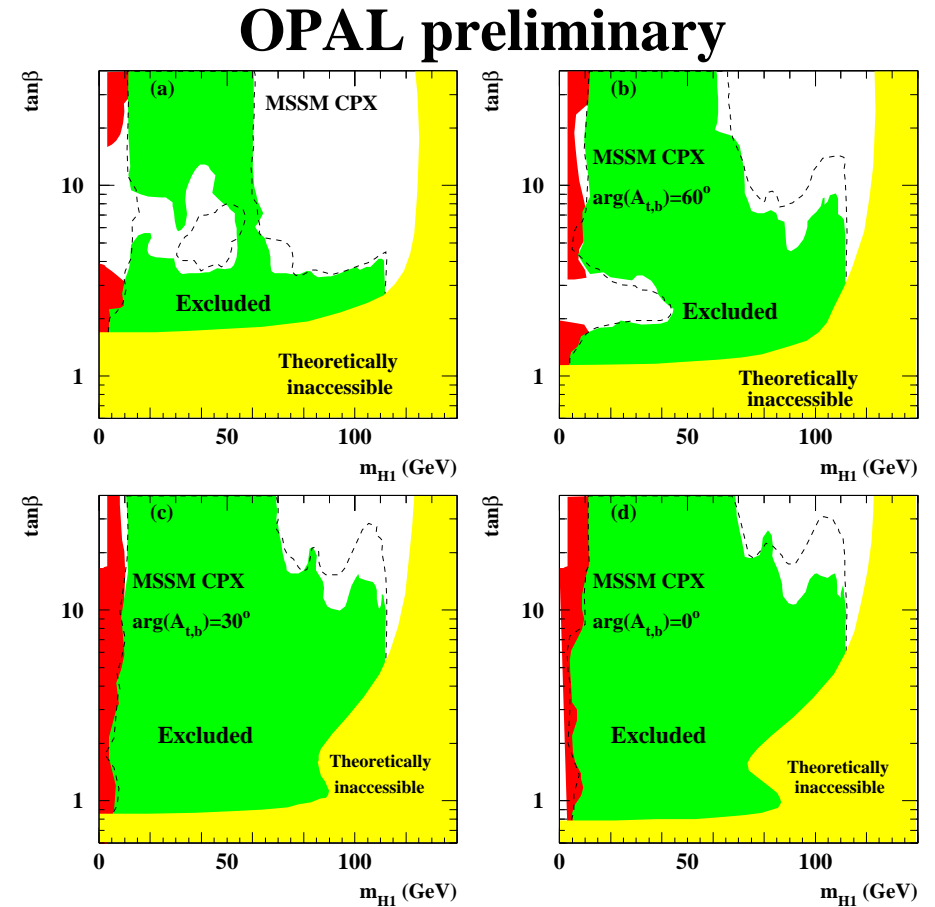 OPAL preliminary
tanβ
(a)
MSSM CPX
10
Excluded
Theoretically
inaccessible
1
0 50 100
m_H1 (GeV)
tanβ
(b)
MSSM CPX
arg(A_t,b)=60°
10
Excluded
Theoretically
inaccessible
1
0 50 100
m_H1 (GeV)
tanβ
(c)
MSSM CPX
arg(A_t,b)=30°
10
Excluded
Theoretically
inaccessible
1
0 50 100
m_H1 (GeV)
tanβ
(d)
MSSM CPX
arg(A_t,b)=0°
10
Excluded
Theoretically
inaccessible
1
0 50 100
m_H1 (GeV)